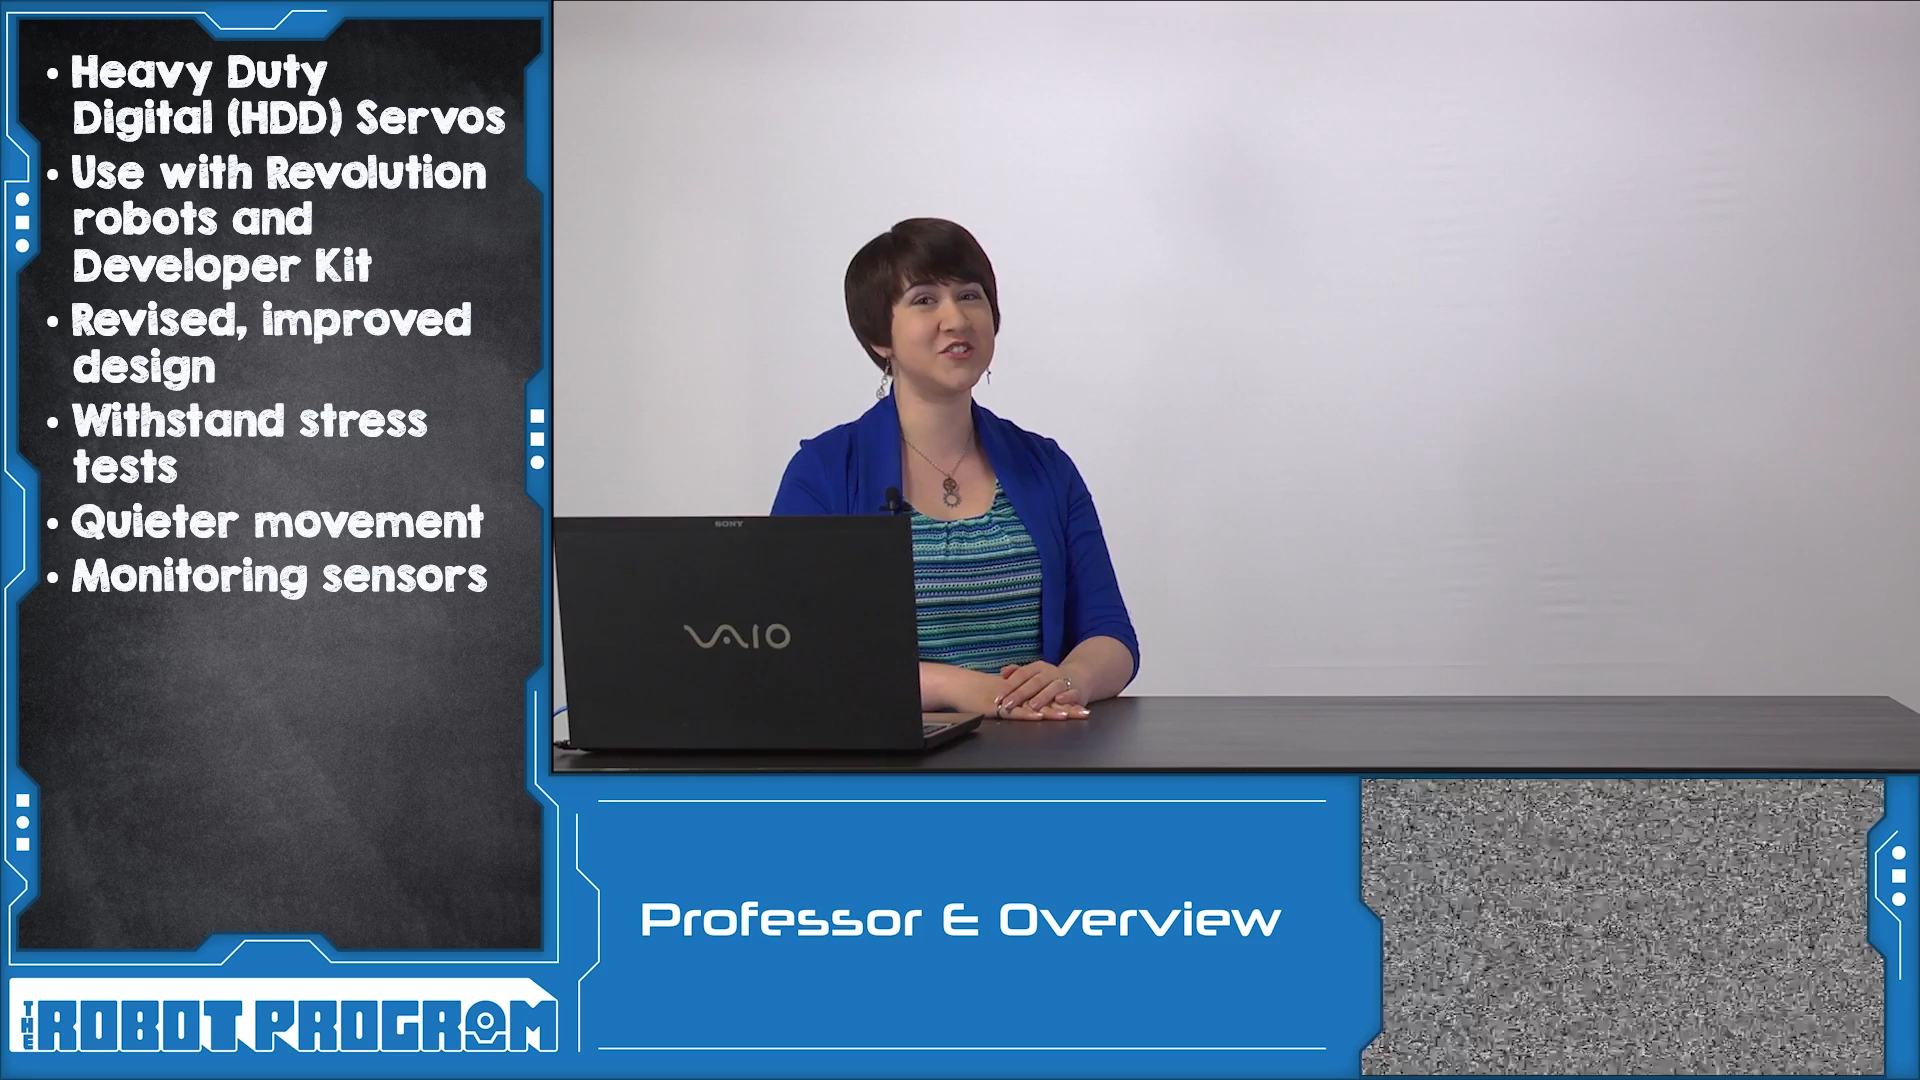 • Heavy Duty
Digital (HDD) Servos
• Use with Revolution
robots and
Developer Kit
• Revised, improved
design
• Withstand stress
tests
• Quieter movement
• Monitoring sensors
SONY
VAIO
Professor E Overview
THE ROBOT PROGRAM